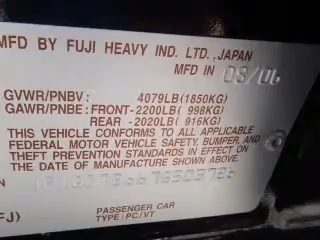 MFD BY FUJI HEAVY IND. LTD., JAPAN
MFD IN 08/06
GVWR/PNBV: 4079LB(1850KG)
GAWR/PNBE: FRONT-2200LB( 998KG)
REAR -2020LB( 916KG)
THIS VEHICLE CONFORMS TO ALL APPLICABLE
FEDERAL MOTOR VEHICLE SAFETY, BUMPER, AND
THEFT PREVENTION STANDARDS IN EFFECT ON THE
DATE OF MANUFACTURE SHOWN ABOVE.
PASSENGER CAR
FJ) TYPE: PC/VT